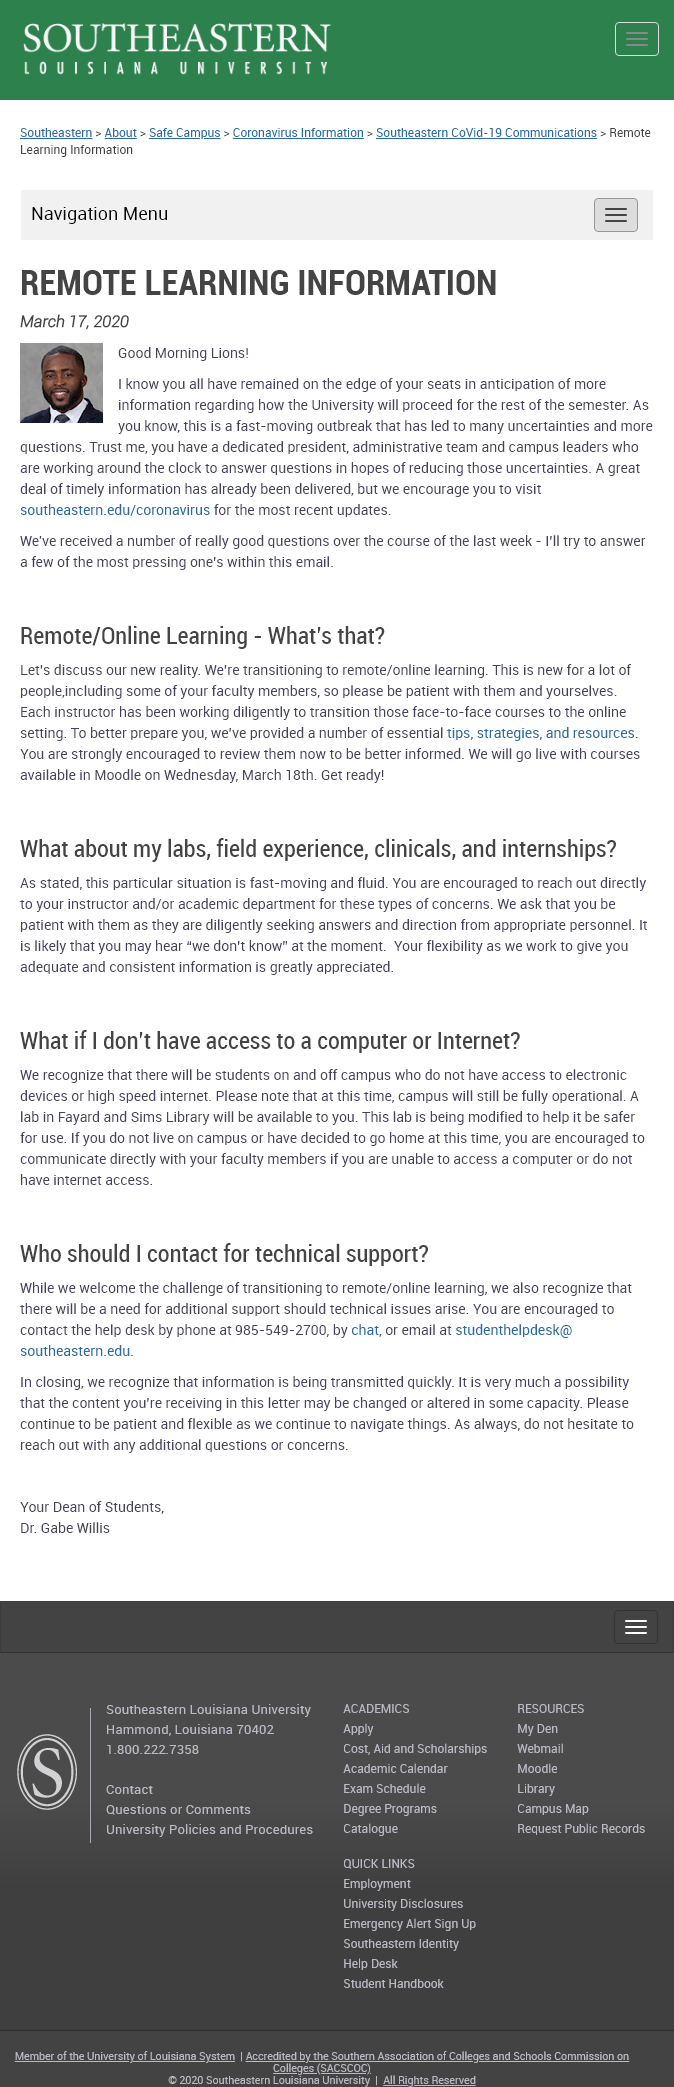 SOUTHEASTERN
LOUISIANA UNIVERSITY
Southeastern > About > Safe Campus > Coronavirus Information > Southeastern CoVid-19 Communications > Remote
Learning Information
Navigation Menu
REMOTE LEARNING INFORMATION
March 17, 2020
Good Morning Lions!
I know you all have remained on the edge of your seats in anticipation of more
information regarding how the University will proceed for the rest of the semester. As
you know, this is a fast-moving outbreak that has led to many uncertainties and more
questions. Trust me, you have a dedicated president, administrative team and campus leaders who
are working around the clock to answer questions in hopes of reducing those uncertainties. A great
deal of timely information has already been delivered, but we encourage you to visit
southeastern.edu/coronavirus for the most recent updates.
We've received a number of really good questions over the course of the last week - I'll try to answer
a few of the most pressing one's within this email.
Remote/Online Learning - What's that?
Let's discuss our new reality. We're transitioning to remote/online learning. This is new for a lot of
people,including some of your faculty members, so please be patient with them and yourselves.
Each instructor has been working diligently to transition those face-to-face courses to the online
setting. To better prepare you, we've provided a number of essential tips, strategies, and resources.
You are strongly encouraged to review them now to be better informed. We will go live with courses
available in Moodle on Wednesday, March 18th. Get ready!
What about my labs, field experience, clinicals, and internships?
As stated, this particular situation is fast-moving and fluid. You are encouraged to reach out directly
to your instructor and/or academic department for these types of concerns. We ask that you be
patient with them as they are diligently seeking answers and direction from appropriate personnel. It
is likely that you may hear “we don't know” at the moment.  Your flexibility as we work to give you
adequate and consistent information is greatly appreciated.
What if I don't have access to a computer or Internet?
We recognize that there will be students on and off campus who do not have access to electronic
devices or high speed internet. Please note that at this time, campus will still be fully operational. A
lab in Fayard and Sims Library will be available to you. This lab is being modified to help it be safer
for use. If you do not live on campus or have decided to go home at this time, you are encouraged to
communicate directly with your faculty members if you are unable to access a computer or do not
have internet access.
Who should I contact for technical support?
While we welcome the challenge of transitioning to remote/online learning, we also recognize that
there will be a need for additional support should technical issues arise. You are encouraged to
contact the help desk by phone at 985-549-2700, by chat, or email at studenthelpdesk@
southeastern.edu.
In closing, we recognize that information is being transmitted quickly. It is very much a possibility
that the content you're receiving in this letter may be changed or altered in some capacity. Please
continue to be patient and flexible as we continue to navigate things. As always, do not hesitate to
reach out with any additional questions or concerns.
Your Dean of Students,
Dr. Gabe Willis
S
Southeastern Louisiana University
Hammond, Louisiana 70402
1.800.222.7358
Contact
Questions or Comments
University Policies and Procedures
ACADEMICS
Apply
Cost, Aid and Scholarships
Academic Calendar
Exam Schedule
Degree Programs
Catalogue
QUICK LINKS
Employment
University Disclosures
Emergency Alert Sign Up
Southeastern Identity
Help Desk
Student Handbook
RESOURCES
My Den
Webmail
Moodle
Library
Campus Map
Request Public Records
Member of the University of Louisiana System | Accredited by the Southern Association of Colleges and Schools Commission on
Colleges (SACSCOC)
© 2020 Southeastern Louisiana University | All Rights Reserved